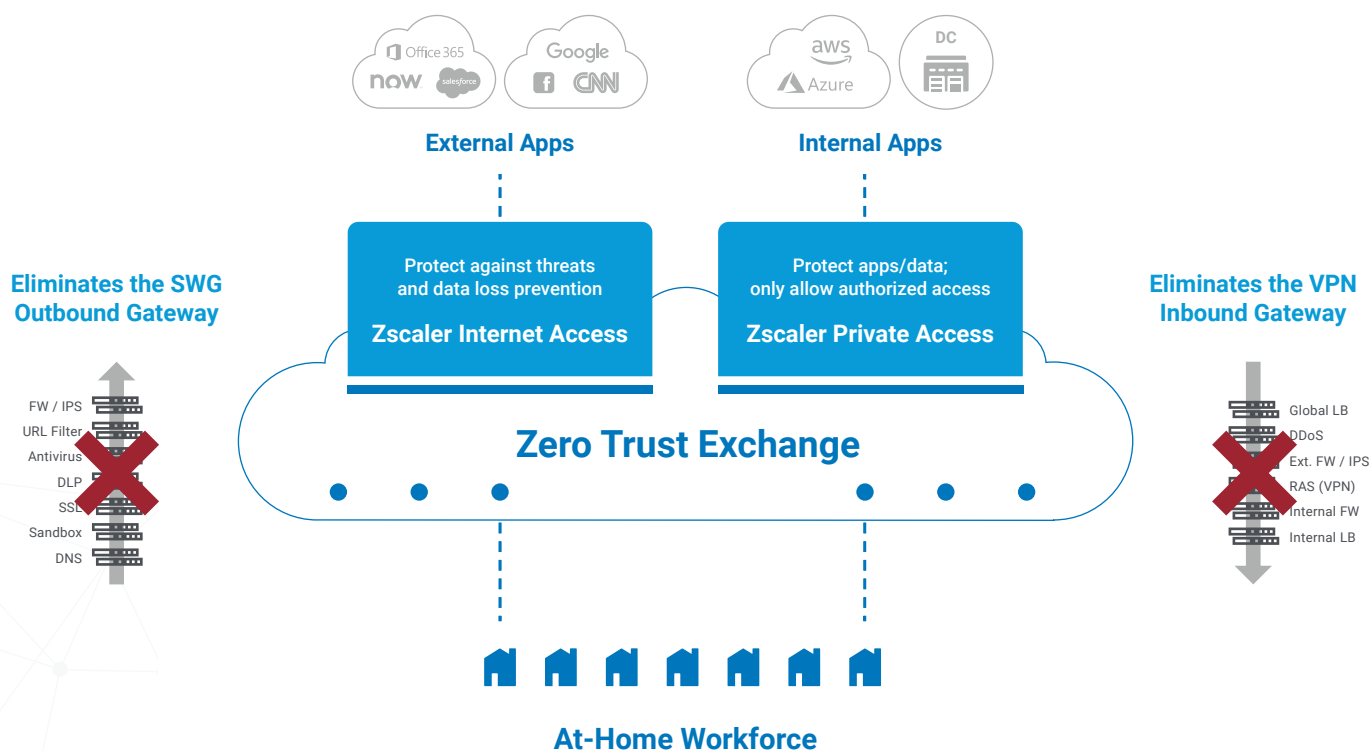 Office 365
now
salesforce
Google
f
CNN
aws
Azure
DC
External Apps
Internal Apps
Eliminates the SWG
Outbound Gateway
FW / IPS
URL Filter
Antivirus
DLP
SSL
Sandbox
DNS
Protect against threats
and data loss prevention
Zscaler Internet Access
Protect apps/data;
only allow authorized access
Zscaler Private Access
Zero Trust Exchange
Eliminates the VPN
Inbound Gateway
Global LB
DDoS
Ext. FW / IPS
RAS (VPN)
Internal FW
Internal LB
At-Home Workforce